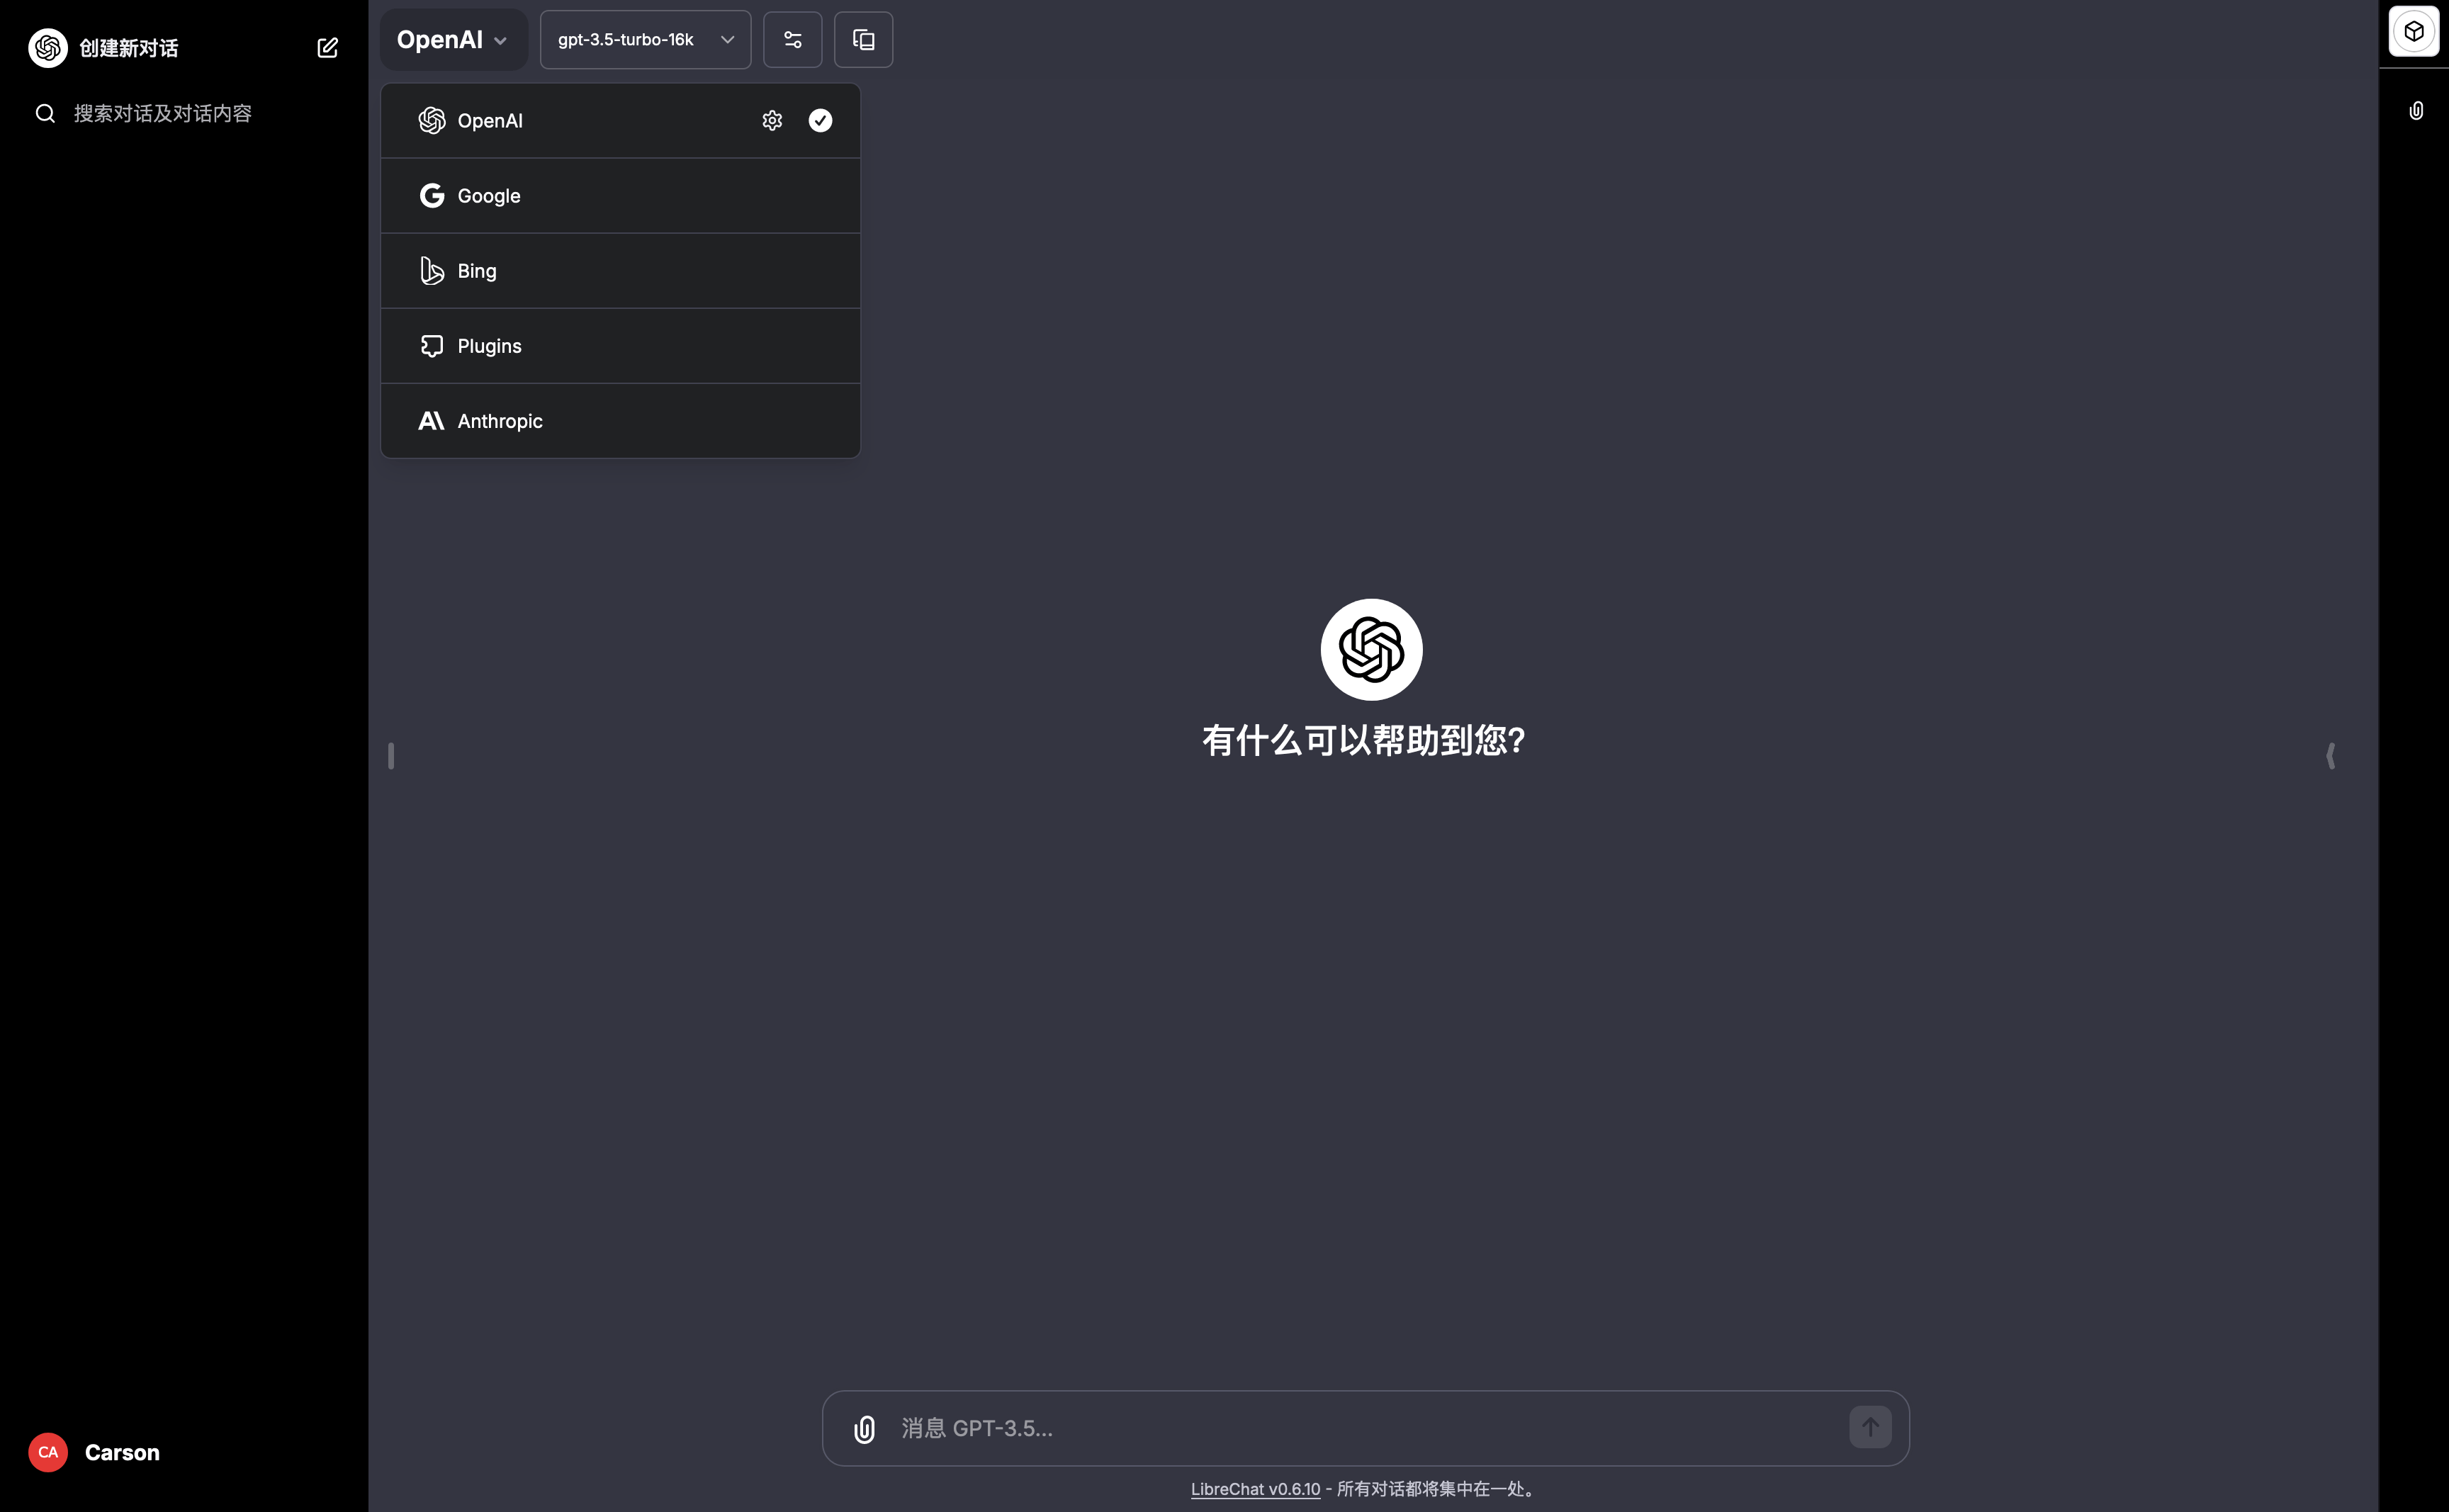 创建新对话
搜索对话及对话内容
OpenAI
gpt-3.5-turbo-16k
OpenAI
Google
Bing
Plugins
Anthropic
有什么可以帮助到您?
消息 GPT-3.5...
CA
Carson
LibreChat v0.6.10 - 所有对话都将集中在一处。